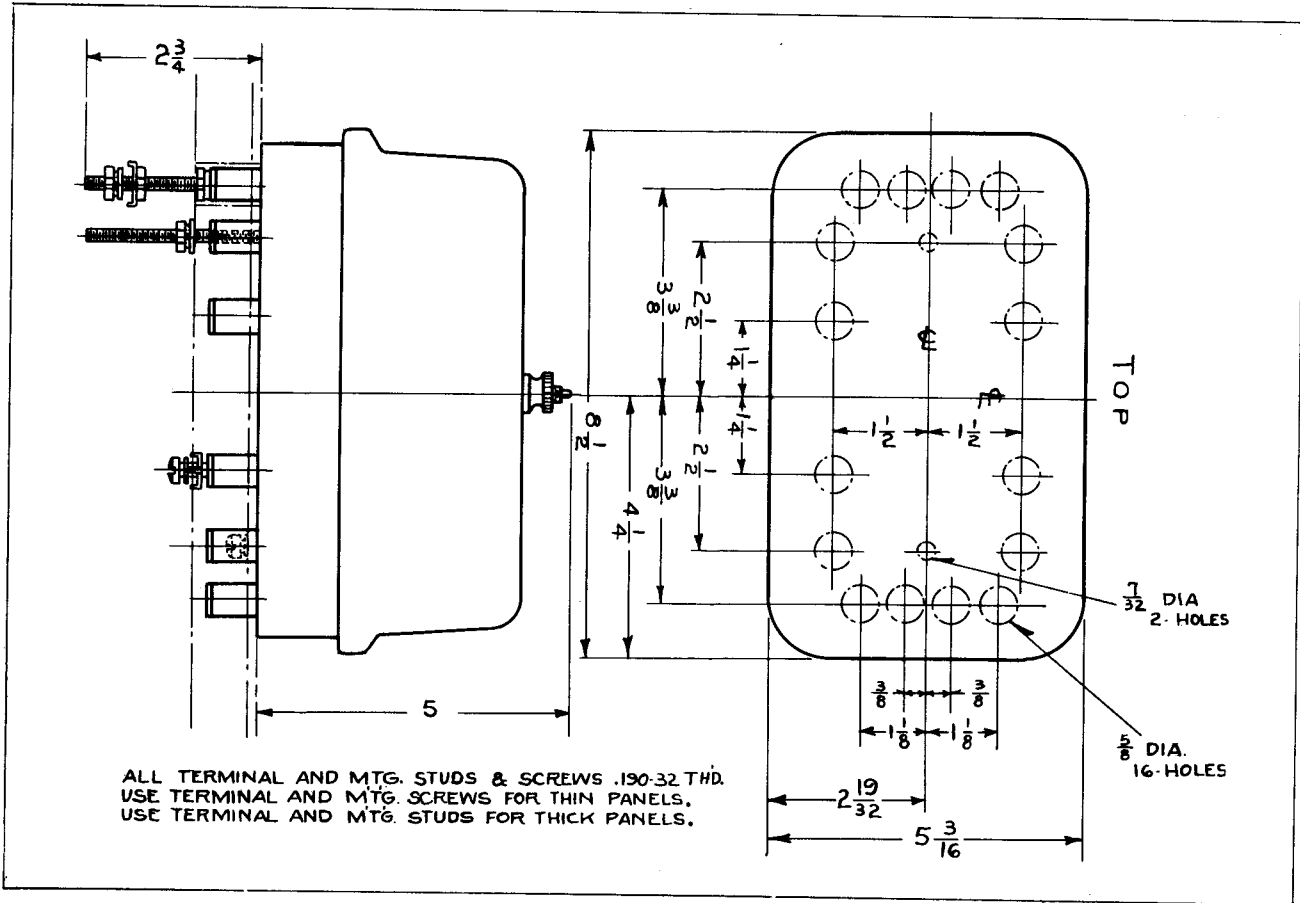 2 3/4
3 3/8
2 1/2
1 1/4
TOP
℄
℄
1 1/2
1 1/2
1 1/4
2 1/2
3 3/8
8 1/2
4 1/4
7/32 DIA
2-HOLES
3/8
3/8
5
1 1/8
1 1/8
5/8 DIA.
16-HOLES
ALL TERMINAL AND MTG. STUDS & SCREWS .190-32 TH'D.
USE TERMINAL AND M'T'G. SCREWS FOR THIN PANELS.
USE TERMINAL AND M'T'G. STUDS FOR THICK PANELS.
2 19/32
5 3/16